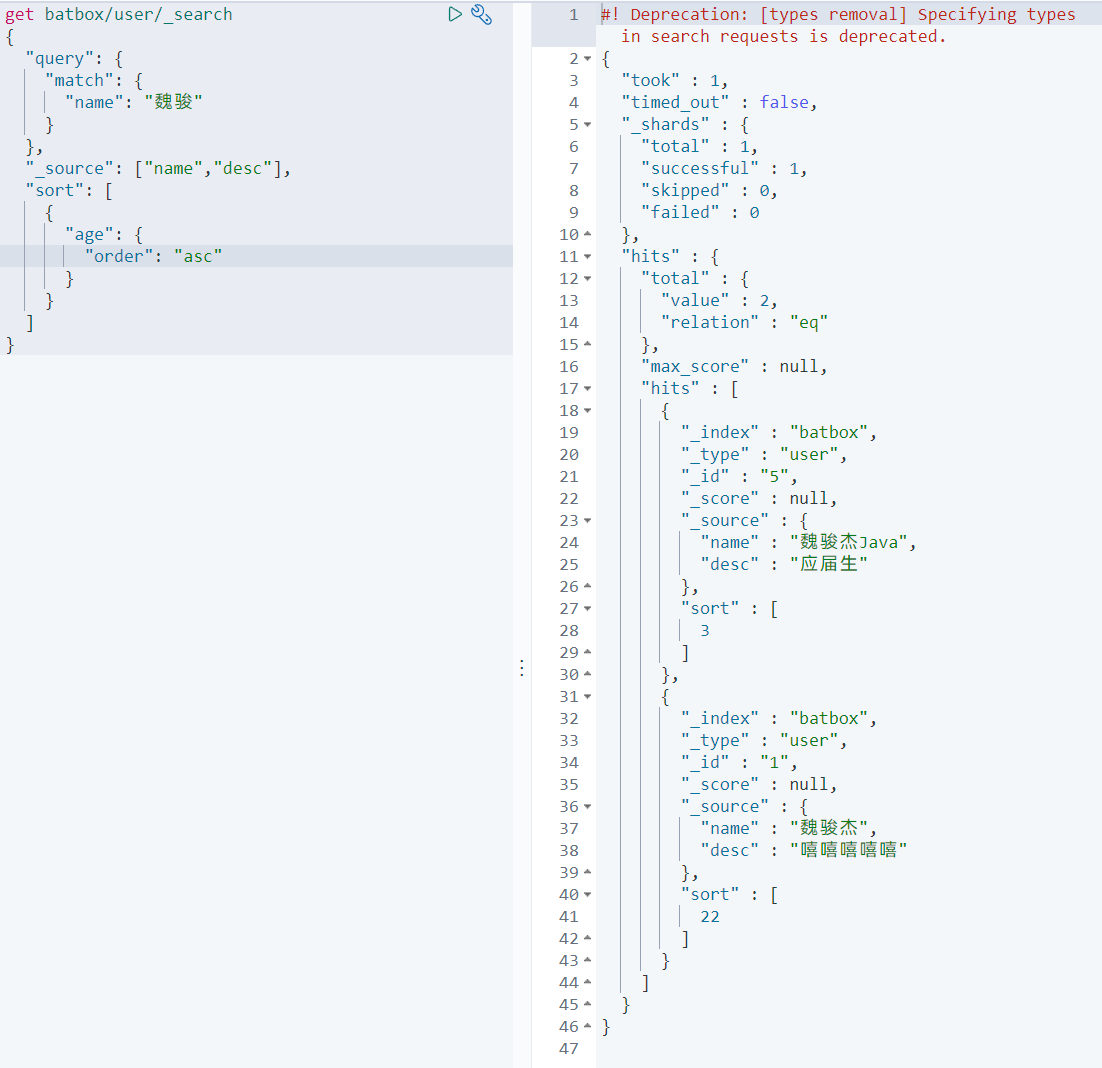 get batbox/user/_search
{
  "query": {
    "match": {
      "name": "魏骏"
    }
  },
  "_source": ["name","desc"],
  "sort": [
    {
      "age": {
        "order": "asc"
      }
    }
  ]
}
1 #! Deprecation: [types removal] Specifying types
in search requests is deprecated.
2 {
3   "took" : 1,
4   "timed_out" : false,
5   "_shards" : {
6     "total" : 1,
7     "successful" : 1,
8     "skipped" : 0,
9     "failed" : 0
10   },
11   "hits" : {
12     "total" : {
13       "value" : 2,
14       "relation" : "eq"
15     },
16     "max_score" : null,
17     "hits" : [
18       {
19         "_index" : "batbox",
20         "_type" : "user",
21         "_id" : "5",
22         "_score" : null,
23         "_source" : {
24           "name" : "魏骏杰Java",
25           "desc" : "应届生"
26         },
27         "sort" : [
28           3
29         ]
30       },
31       {
32         "_index" : "batbox",
33         "_type" : "user",
34         "_id" : "1",
35         "_score" : null,
36         "_source" : {
37           "name" : "魏骏杰",
38           "desc" : "嘻嘻嘻嘻嘻"
39         },
40         "sort" : [
41           22
42         ]
43       }
44     ]
45   }
46 }
47